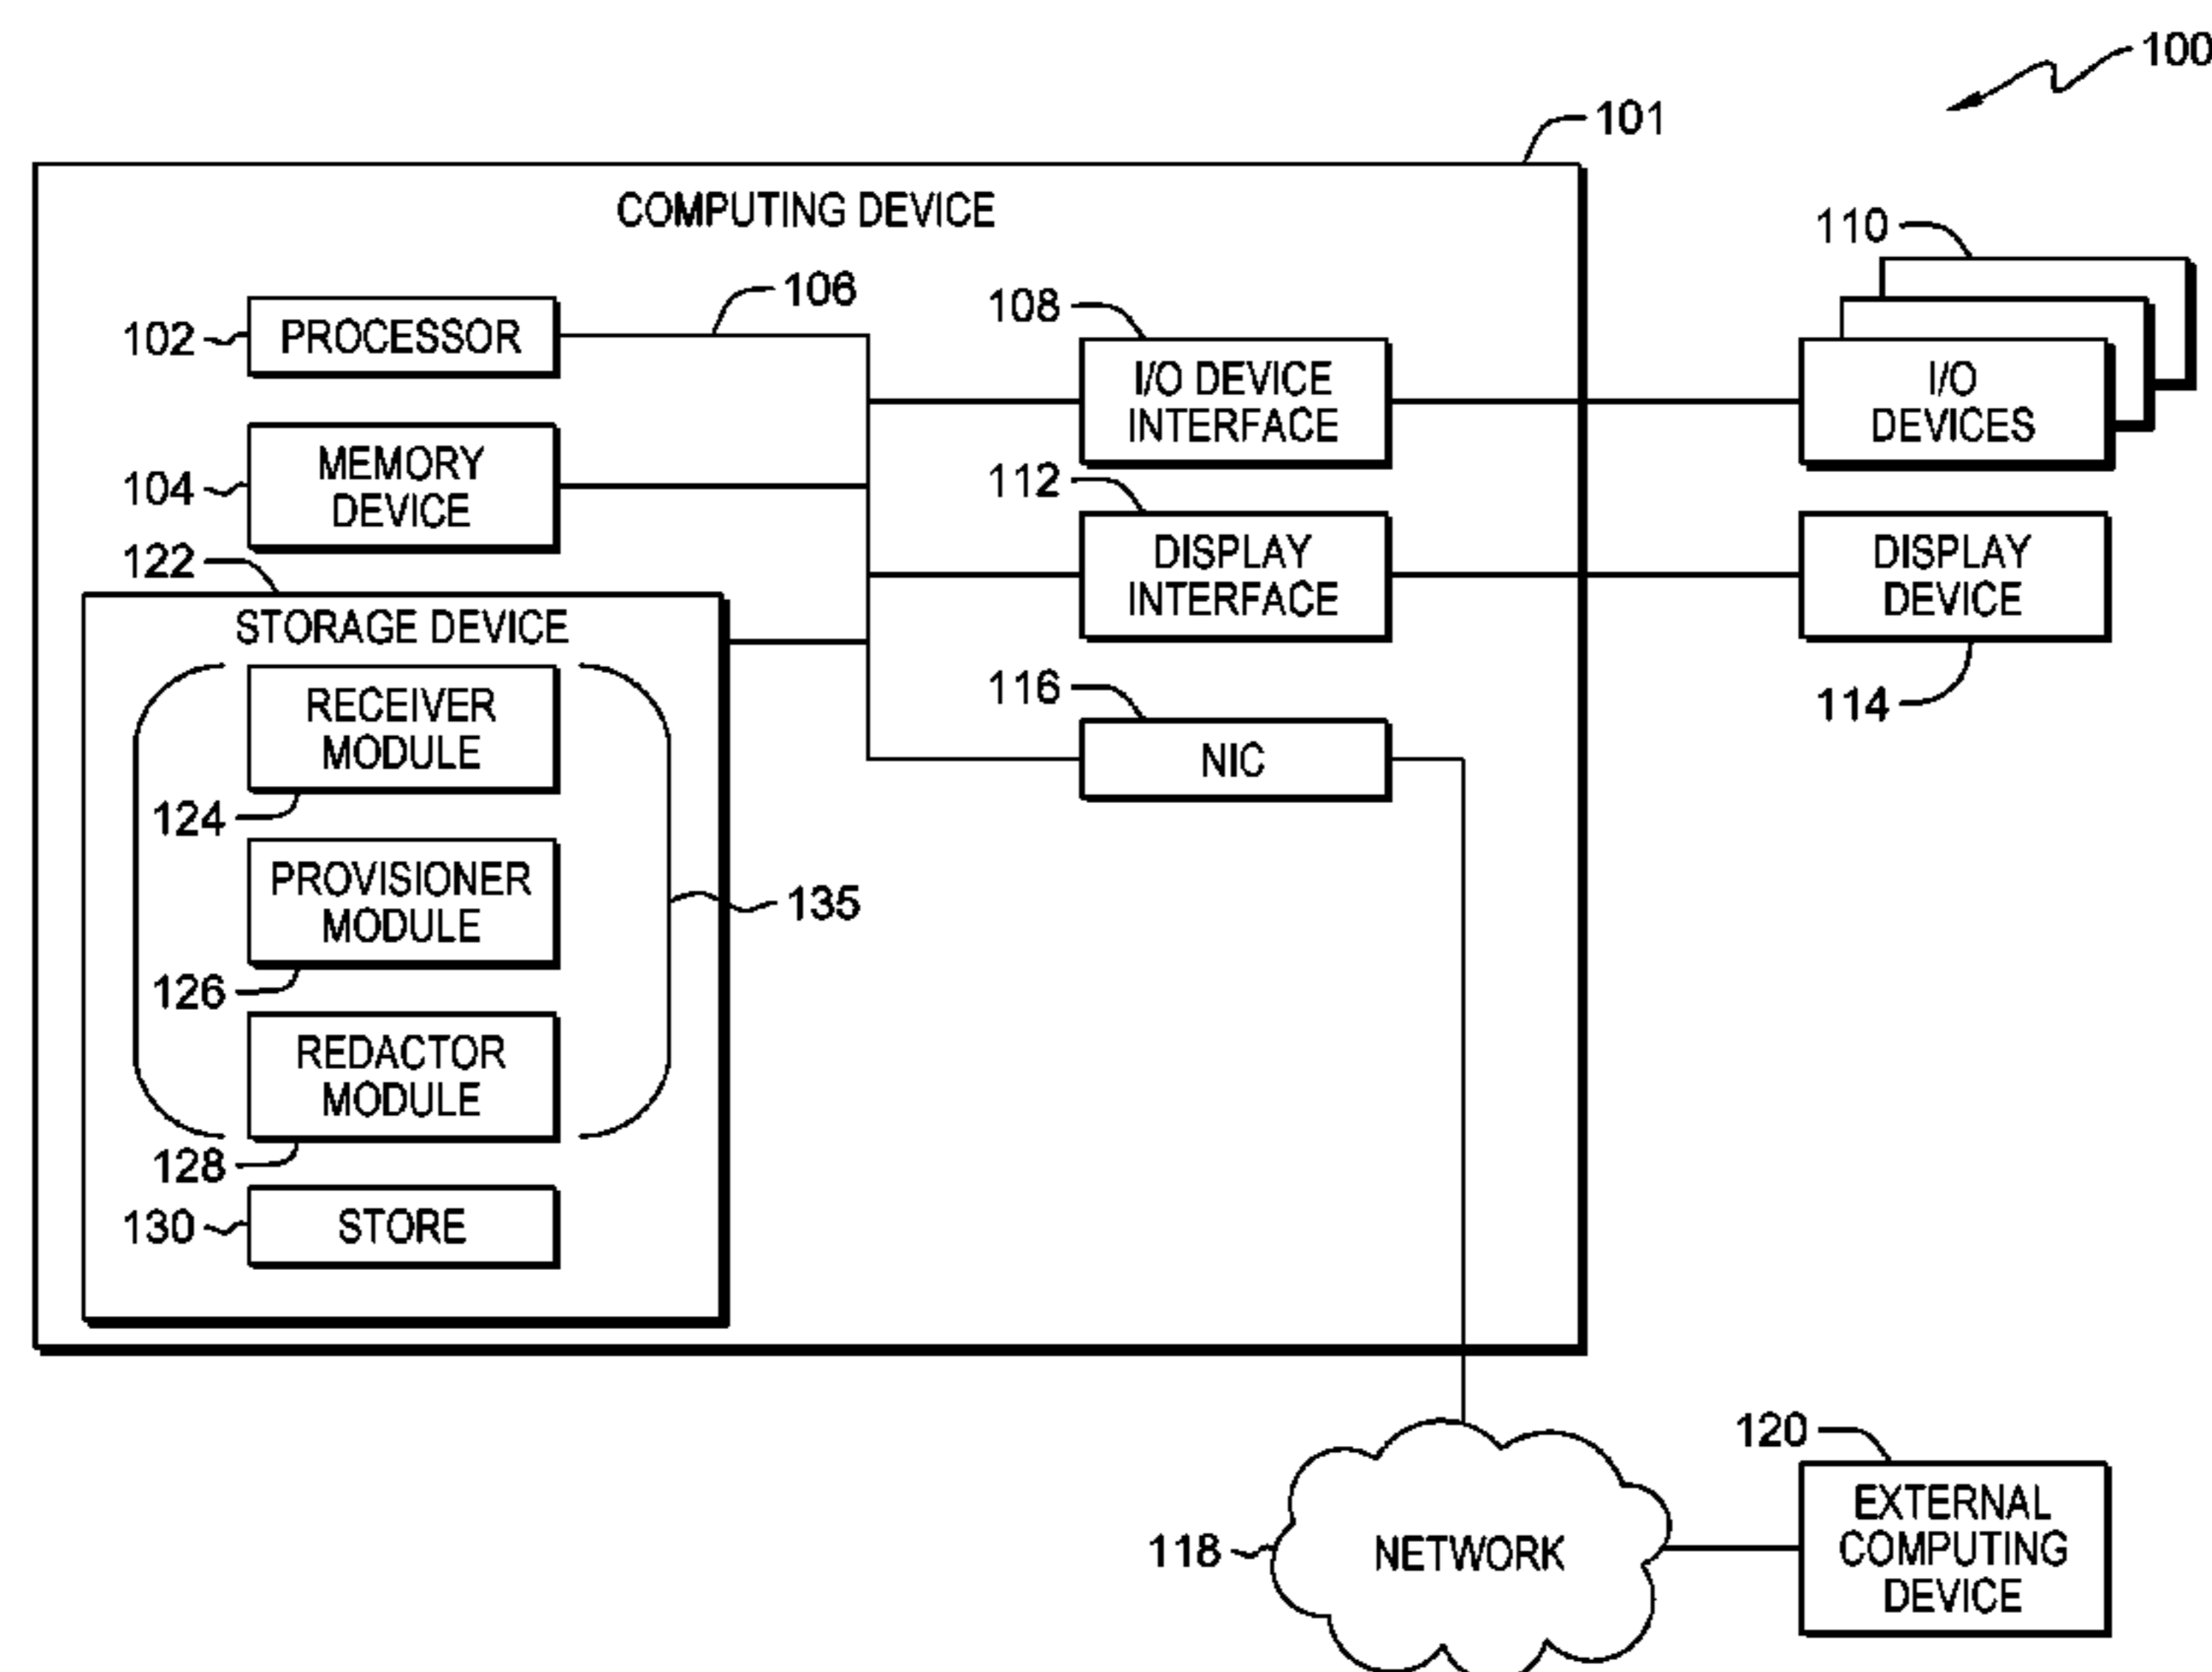 100
101
COMPUTING DEVICE
110
106
108
102
PROCESSOR
I/O DEVICE
INTERFACE
I/O
DEVICES
104
MEMORY
DEVICE
112
122
DISPLAY
INTERFACE
DISPLAY
DEVICE
STORAGE DEVICE
116
114
RECEIVER
MODULE
NIC
124
PROVISIONER
MODULE
135
126
REDACTOR
MODULE
128
130
STORE
120
118
NETWORK
EXTERNAL
COMPUTING
DEVICE